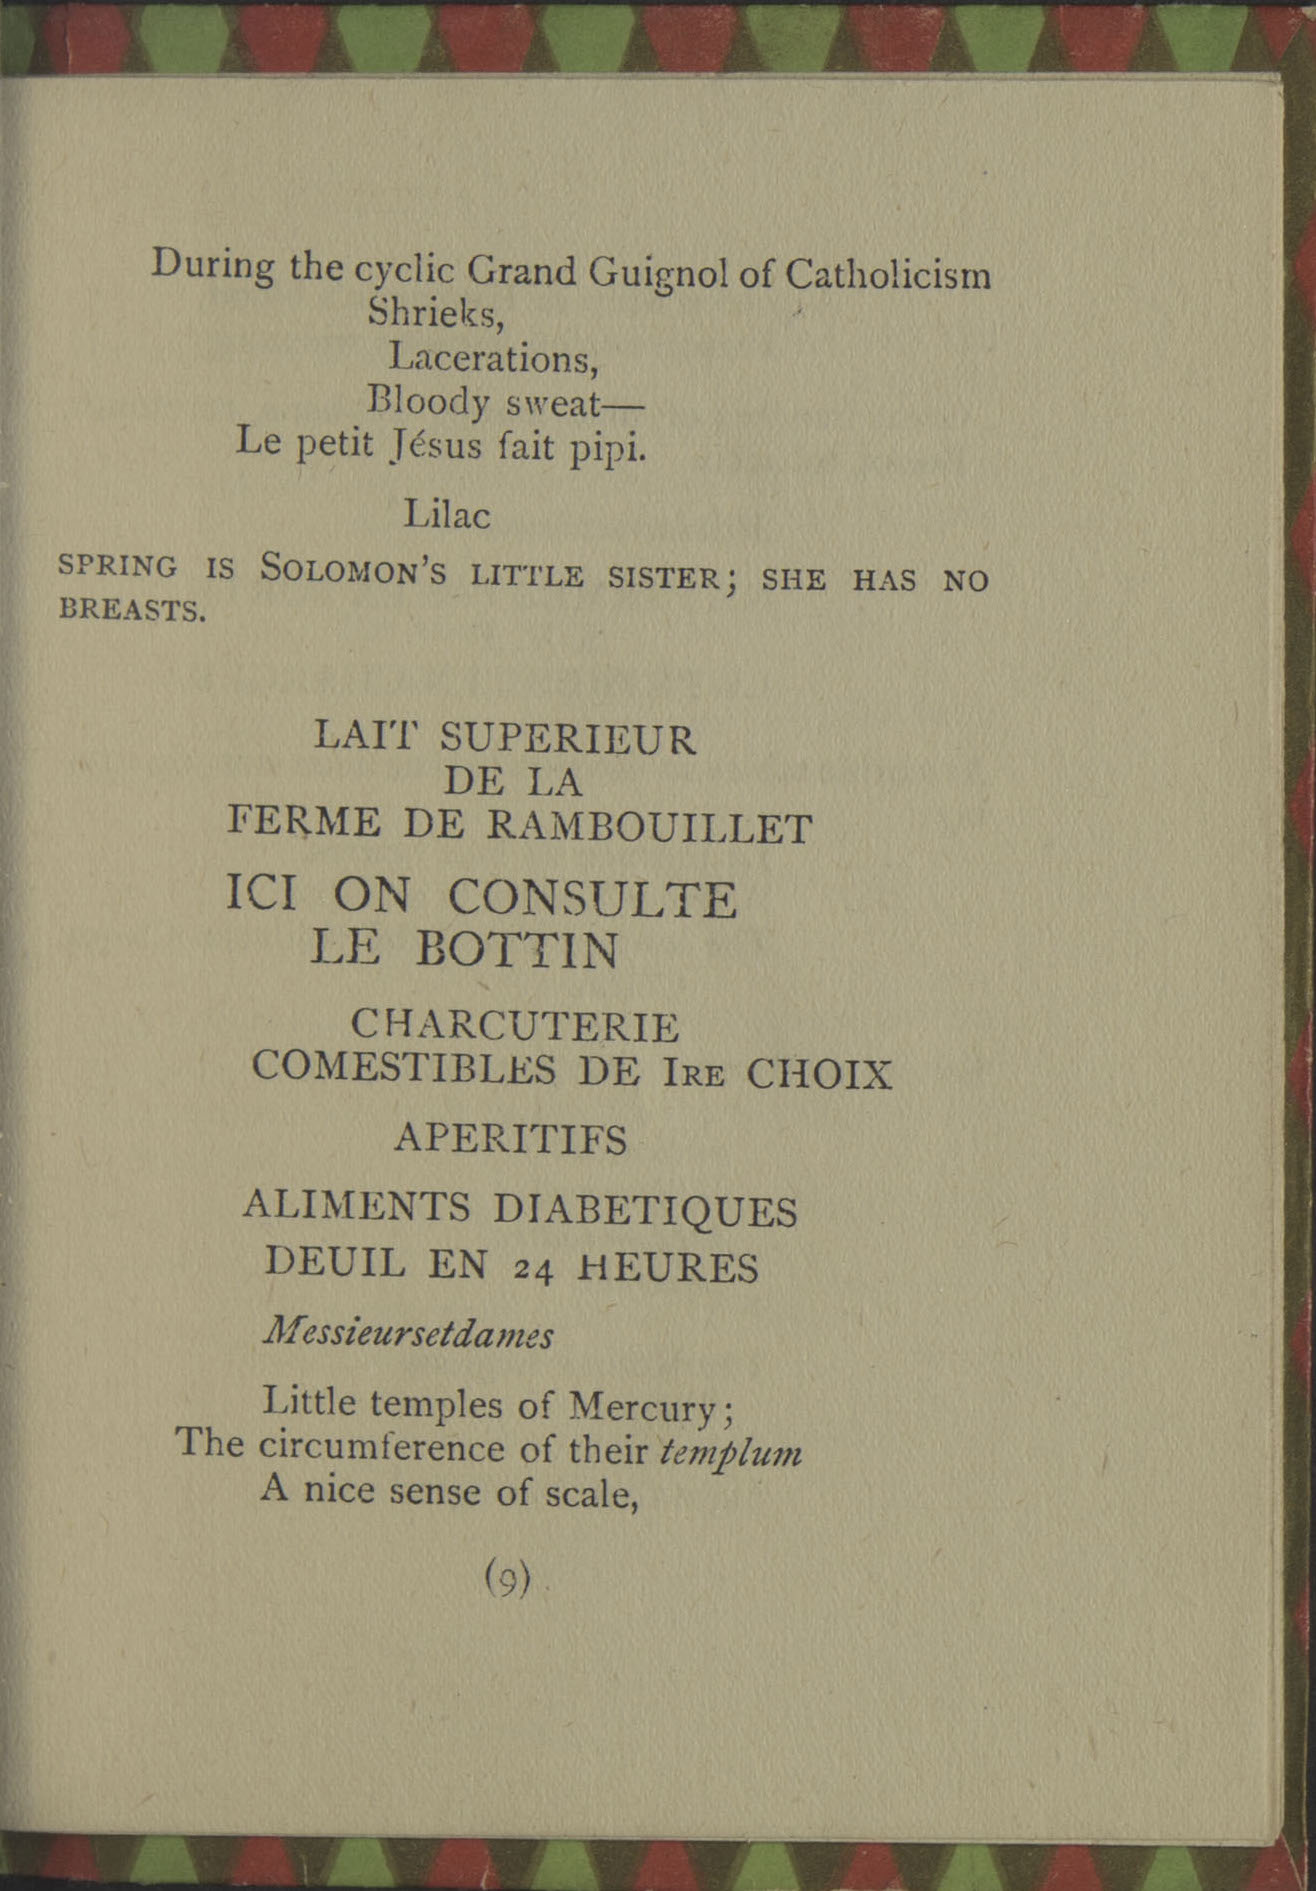 During the cyclic Grand Guignol of Catholicism
Shrieks,
Lacerations,
Bloody sweat—
Le petit Jésus fait pipi.
Lilac
SPRING IS SOLOMON'S LITTLE SISTER; SHE HAS NO
BREASTS.
LAIT SUPERIEUR
DE LA
FERME DE RAMBOUILLET
ICI ON CONSULTE
LE BOTTIN
CHARCUTERIE
COMESTIBLES DE IRE CHOIX
APERITIFS
ALIMENTS DIABETIQUES
DEUIL EN 24 HEURES
Messieursetdames
Little temples of Mercury;
The circumference of their templum
A nice sense of scale,
(9)